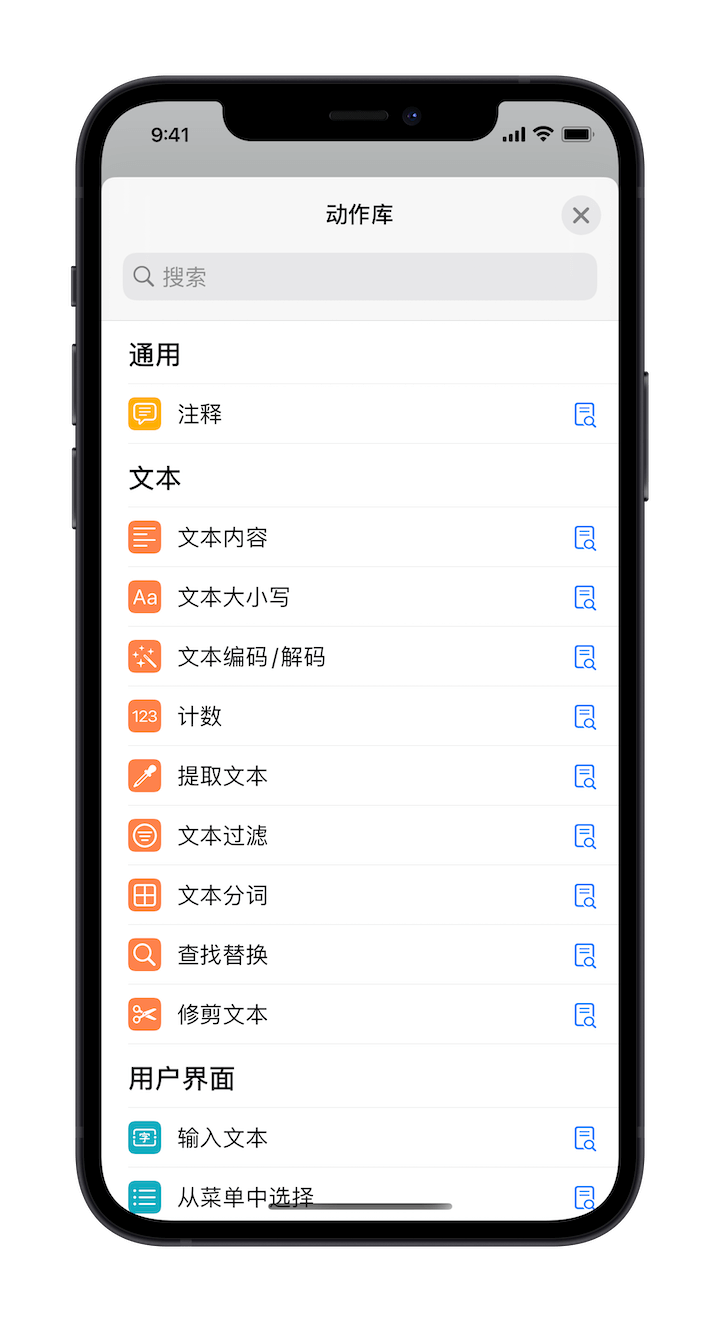 9:41
动作库
搜索
通用
注释
文本
文本内容
Aa 文本大小写
文本编码/解码
123 计数
提取文本
文本过滤
文本分词
查找替换
修剪文本
用户界面
字 输入文本
从菜单中选择